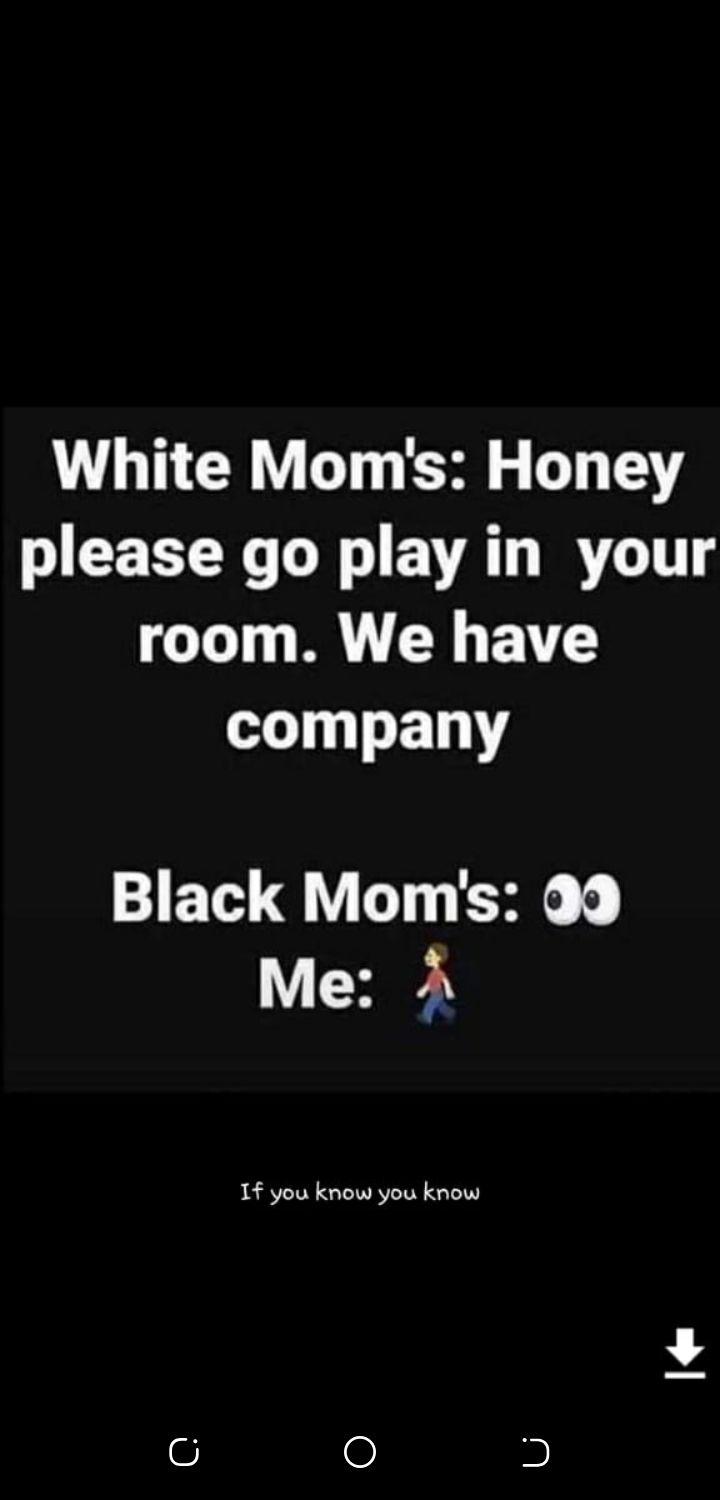 White Mom's: Honey
please go play in  your
room. We have
company
Black Mom's: 👀
Me: 🚶
If you know you know